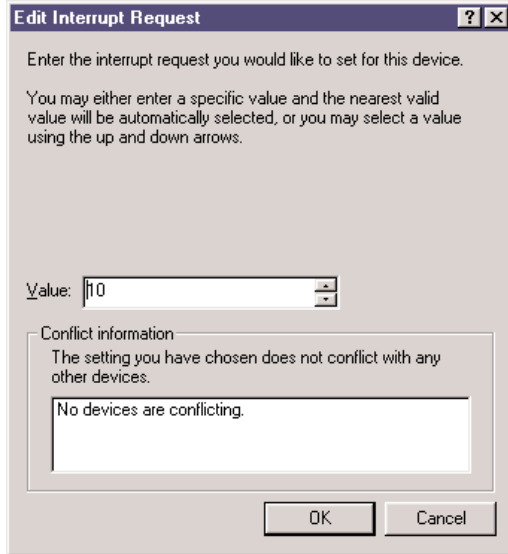 Edit Interrupt Request
Enter the interrupt request you would like to set for this device.
You may either enter a specific value and the nearest valid
value will be automatically selected, or you may select a value
using the up and down arrows.
Value: 10
Conflict information
The setting you have chosen does not conflict with any
other devices.
No devices are conflicting.
OK Cancel